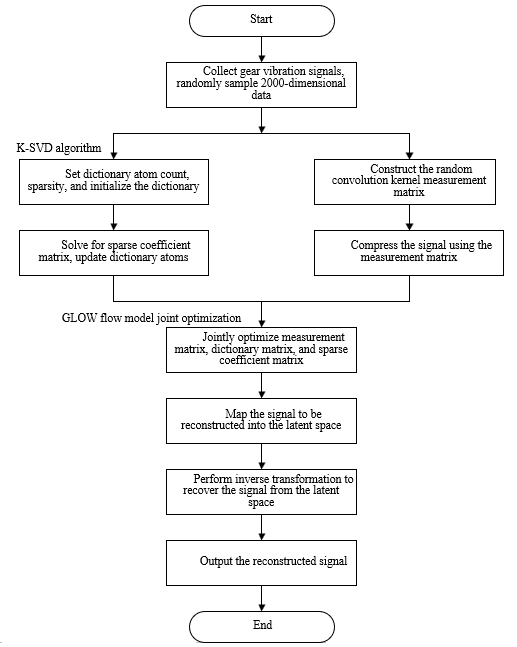 Start
Collect gear vibration signals,
randomly sample 2000-dimensional
data
K-SVD algorithm
Set dictionary atom count,
sparsity, and initialize the dictionary
Construct the random
convolution kernel measurement
matrix
Solve for sparse coefficient
matrix, update dictionary atoms
Compress the signal using the
measurement matrix
GLOW flow model joint optimization
Jointly optimize measurement
matrix, dictionary matrix, and sparse
coefficient matrix
Map the signal to be
reconstructed into the latent space
Perform inverse transformation to
recover the signal from the latent
space
Output the reconstructed signal
End